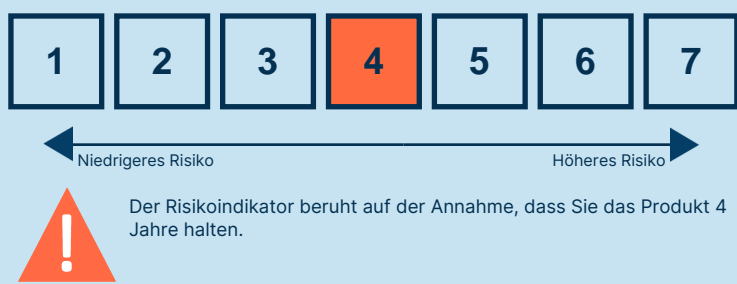 1 2 3 4 5 6 7
Niedrigeres Risiko Höheres Risiko
Der Risikoindikator beruht auf der Annahme, dass Sie das Produkt 4
Jahre halten.